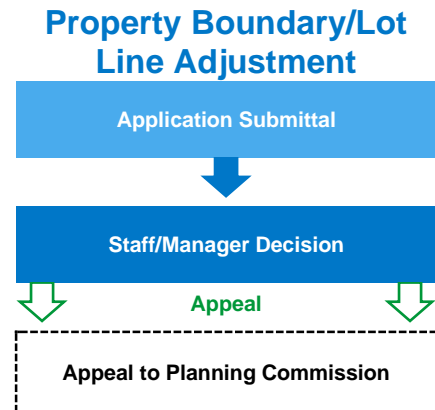 Property Boundary/Lot
Line Adjustment
Application Submittal
Staff/Manager Decision
Appeal
Appeal to Planning Commission